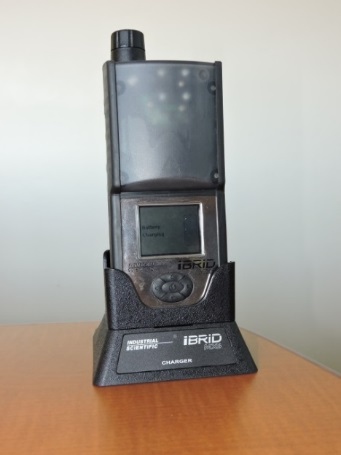 Battery
Charging
iBRiD
INDUSTRIAL
SCIENTIFIC
iBRiD
MX6
CHARGER